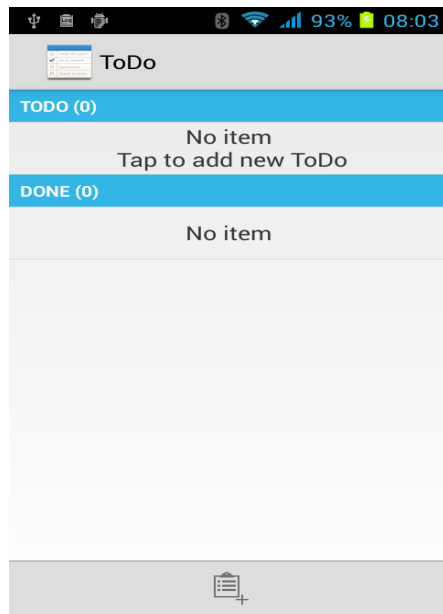 93% 08:03
ToDo
TODO (0)
No item
Tap to add new ToDo
DONE (0)
No item